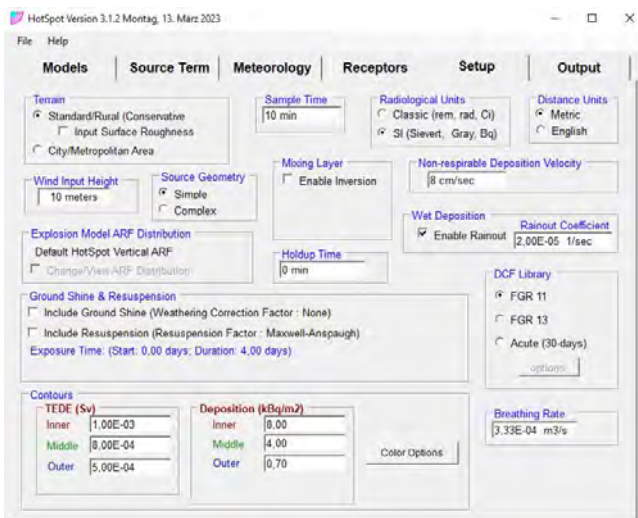 HotSpot Version 3.1.2 Montag, 13. März 2023
File Help
Models Source Term Meteorology Receptors Setup Output
Terrain
Standard/Rural (Conservative
Input Surface Roughness
City/Metropolitan Area
Sample Time
10 min
Radiological Units
Classic (rem, rad, Ci)
SI (Sievert, Gray, Bq)
Distance Units
Metric
English
Wind Input Height
10 meters
Source Geometry
Simple
Complex
Mixing Layer
Enable Inversion
Non-respirable Deposition Velocity
8 cm/sec
Wet Deposition
Enable Rainout
Rainout Coefficient
2,00E-05 1/sec
Explosion Model ARF Distribution
Default HotSpot Vertical ARF
Change/View ARF Distribution
Holdup Time
0 min
DCF Library
FGR 11
FGR 13
Acute (30-days)
options
Ground Shine & Resuspension
Include Ground Shine (Weathering Correction Factor : None)
Include Resuspension (Resuspension Factor : Maxwell-Anspaugh)
Exposure Time: (Start: 0,00 days; Duration: 4,00 days)
Contours
TEDE (Sv)
Inner 1,00E-03
Middle 8,00E-04
Outer 5,00E-04
Deposition (kBq/m2)
Inner 8,00
Middle 4,00
Outer 0,70
Color Options
Breathing Rate
3.33E-04 m3/s